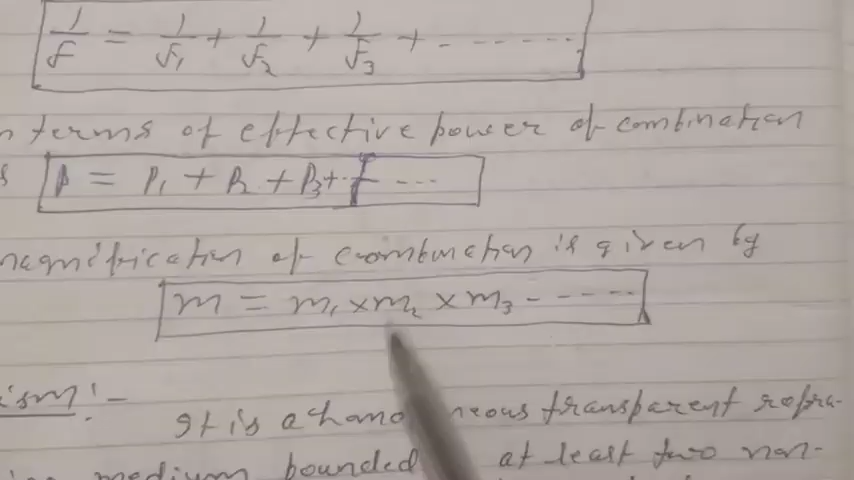 1/f = 1/f₁ + 1/f₂ + 1/f₃ + - - - - - -
n terms of effective power of combination
s P = P₁ + P₂ + P₃ + - - - -
magnification of combination is given by
m = m₁ × m₂ × m₃ - - - - - -
ism :-
It is a homo neous transparent refra-
medium bounded at least two non-